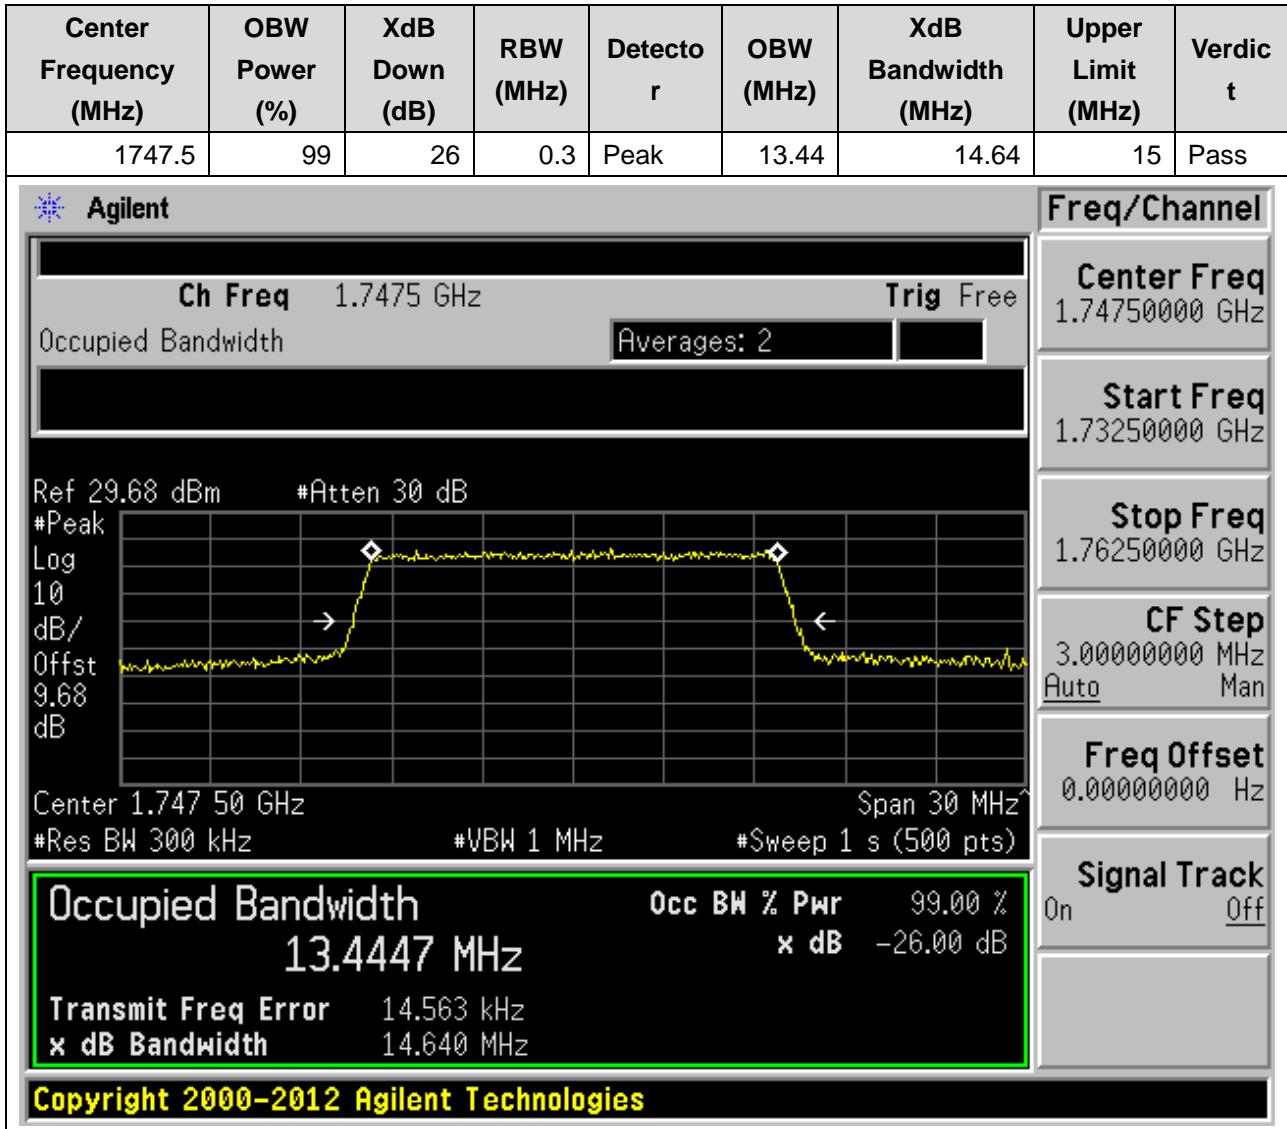 Center Frequency (MHz) OBW Power (%) XdB Down (dB) RBW (MHz) Detecto r OBW (MHz) XdB Bandwidth (MHz) Upper Limit (MHz) Verdic t
1747.5 99 26 0.3 Peak 13.44 14.64 15 Pass
Agilent
Freq/Channel
Ch Freq 1.7475 GHz Trig Free
Occupied Bandwidth Averages: 2
Center Freq
1.74750000 GHz
Start Freq
1.73250000 GHz
Stop Freq
1.76250000 GHz
CF Step
3.00000000 MHz
Auto Man
Freq Offset
0.00000000 Hz
Signal Track
On Off
Ref 29.68 dBm #Atten 30 dB
#Peak
Log
10
dB/
Offst
9.68
dB
Center 1.747 50 GHz Span 30 MHz^
#Res BW 300 kHz #VBW 1 MHz #Sweep 1 s (500 pts)
Occupied Bandwidth Occ BW % Pwr 99.00 %
13.4447 MHz x dB -26.00 dB
Transmit Freq Error 14.563 kHz
x dB Bandwidth 14.640 MHz
Copyright 2000-2012 Agilent Technologies